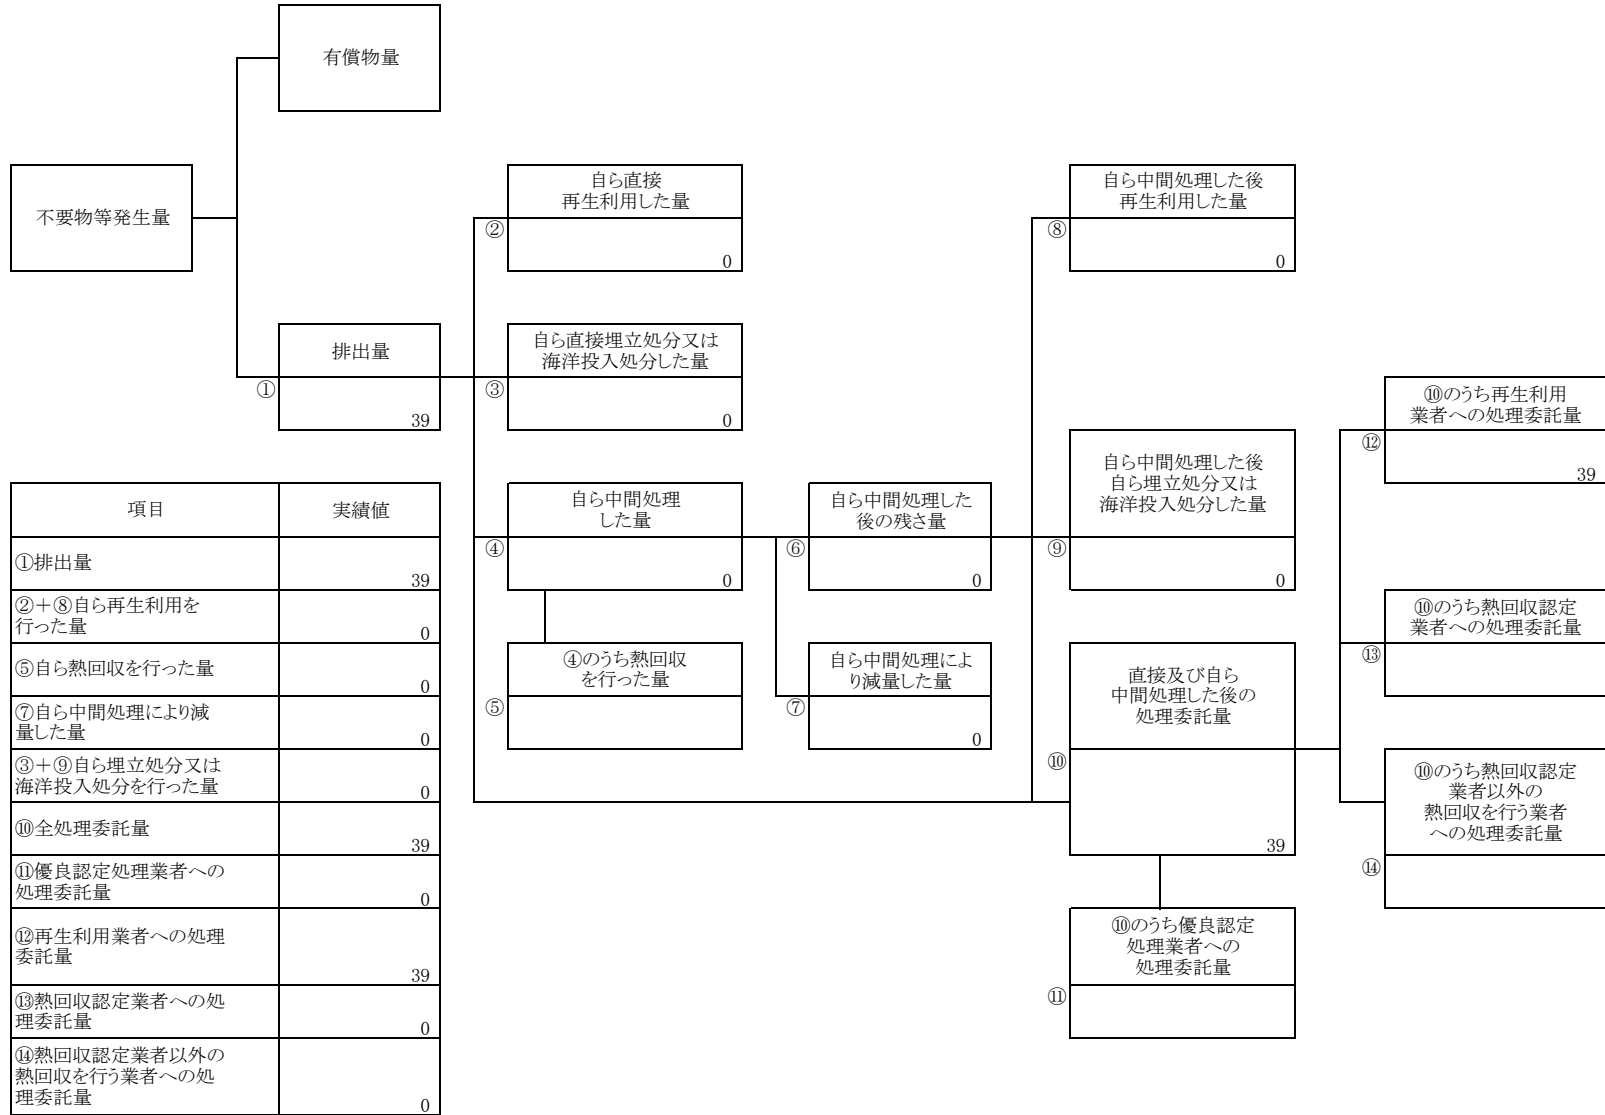 有償物量
不要物等発生量
自ら直接
再生利用した量
②
0
自ら中間処理した後
再生利用した量
⑧
0
排出量
①
39
自ら直接埋立処分又は
海洋投入処分した量
③
0
⑩のうち再生利用
業者への処理委託量
⑫
39
自ら中間処理
した量
④
0
自ら中間処理した
後の残さ量
⑥
0
自ら中間処理した後
自ら埋立処分又は
海洋投入処分した量
⑨
0
⑩のうち熱回収認定
業者への処理委託量
⑬
④のうち熱回収
を行った量
⑤
自ら中間処理によ
り減量した量
⑦
0
直接及び自ら
中間処理した後の
処理委託量
⑩
39
⑩のうち熱回収認定
業者以外の
熱回収を行う業者
への処理委託量
⑭
⑩のうち優良認定
処理業者への
処理委託量
⑪
項目 実績値
①排出量
39
②＋⑧自ら再生利用を
行った量
0
⑤自ら熱回収を行った量
0
⑦自ら中間処理により減
量した量
0
③＋⑨自ら埋立処分又は
海洋投入処分を行った量
0
⑩全処理委託量
39
⑪優良認定処理業者への
処理委託量
0
⑫再生利用業者への処理
委託量
39
⑬熱回収認定業者への処
理委託量
0
⑭熱回収認定業者以外の
熱回収を行う業者への処
理委託量
0